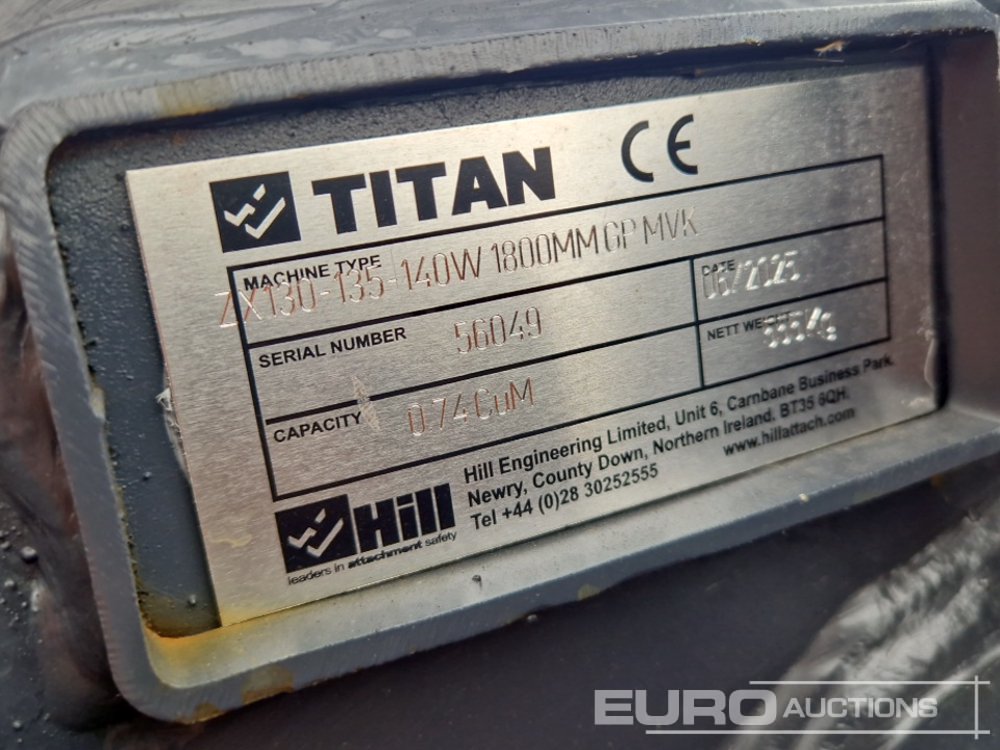 TITAN CE
MACHINE TYPE
ZX130-135-140W 1800MM GP MVK
SERIAL NUMBER 56049
DATE 06/2025
CAPACITY 0.74CuM
NETT WEIGHT
Hill Engineering Limited, Unit 6, Carnbane Business Park.
Newry, County Down, Northern Ireland. BT35 6QH.
Tel +44 (0)28 30252555 www.hillattach.com
Hill
leaders in attachment safety
EURO AUCTIONS